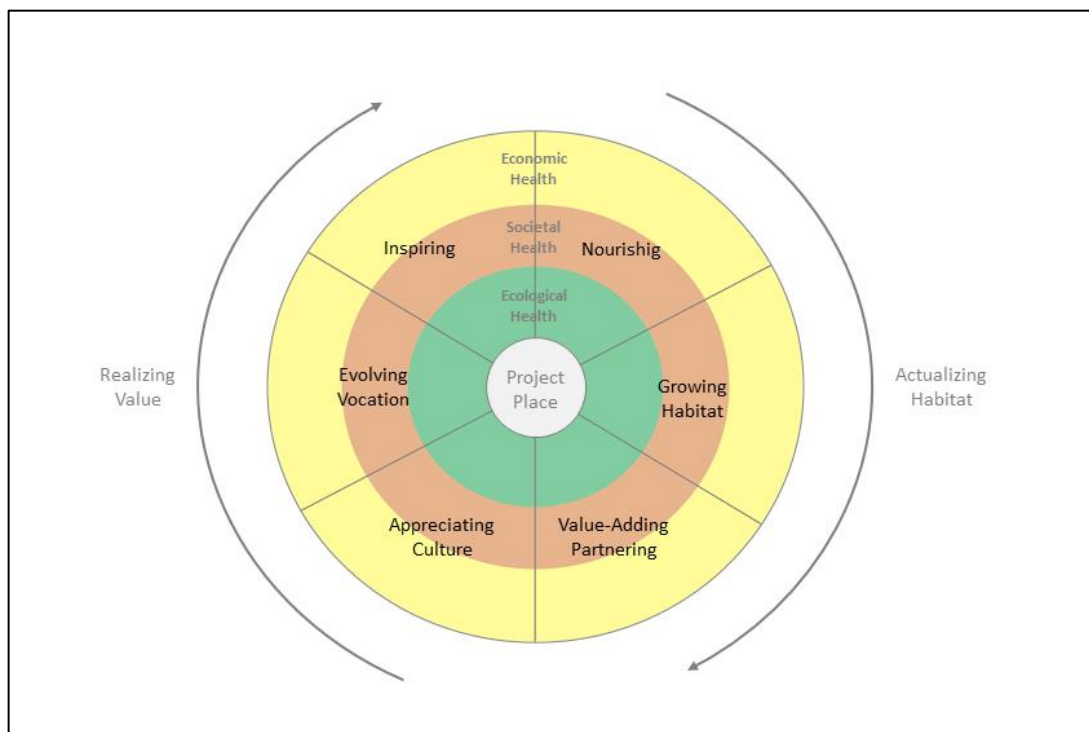 Economic
Health
Societal
Health
Inspiring
Nourishig
Ecological
Health
Realizing
Value
Evolving
Vocation
Project
Place
Growing
Habitat
Actualizing
Habitat
Appreciating
Culture
Value-Adding
Partnering